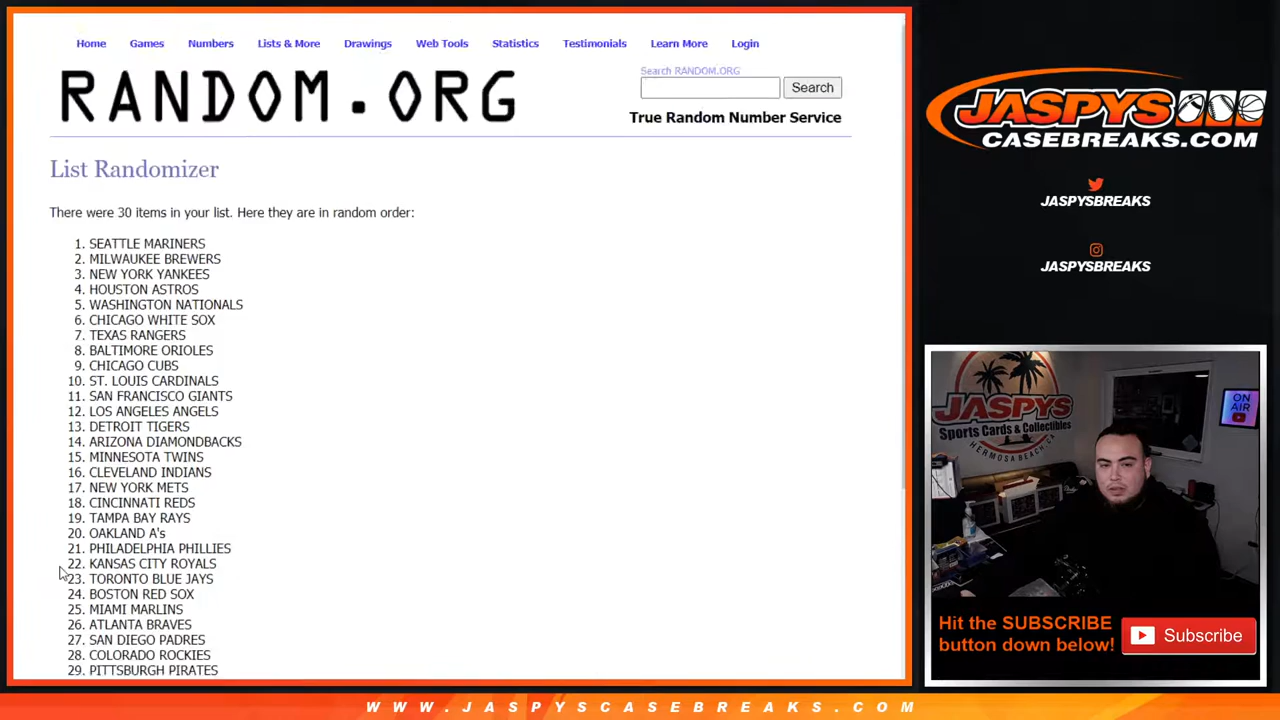 Home Games Numbers Lists & More Drawings Web Tools Statistics Testimonials Learn More Login
RANDOM.ORG
Search RANDOM.ORG
Search
True Random Number Service
List Randomizer
There were 30 items in your list. Here they are in random order:
1. SEATTLE MARINERS
2. MILWAUKEE BREWERS
3. NEW YORK YANKEES
4. HOUSTON ASTROS
5. WASHINGTON NATIONALS
6. CHICAGO WHITE SOX
7. TEXAS RANGERS
8. BALTIMORE ORIOLES
9. CHICAGO CUBS
10. ST. LOUIS CARDINALS
11. SAN FRANCISCO GIANTS
12. LOS ANGELES ANGELS
13. DETROIT TIGERS
14. ARIZONA DIAMONDBACKS
15. MINNESOTA TWINS
16. CLEVELAND INDIANS
17. NEW YORK METS
18. CINCINNATI REDS
19. TAMPA BAY RAYS
20. OAKLAND A's
21. PHILADELPHIA PHILLIES
22. KANSAS CITY ROYALS
23. TORONTO BLUE JAYS
24. BOSTON RED SOX
25. MIAMI MARLINS
26. ATLANTA BRAVES
27. SAN DIEGO PADRES
28. COLORADO ROCKIES
29. PITTSBURGH PIRATES
JASPYS
CASEBREAKS.COM
JASPYSBREAKS
JASPYSBREAKS
JASPYS
Sports Cards & Collectibles
HERMOSA BEACH, CA
ON AIR
Hit the SUBSCRIBE
button down below!
Subscribe
WWW.JASPYSCASEBREAKS.COM